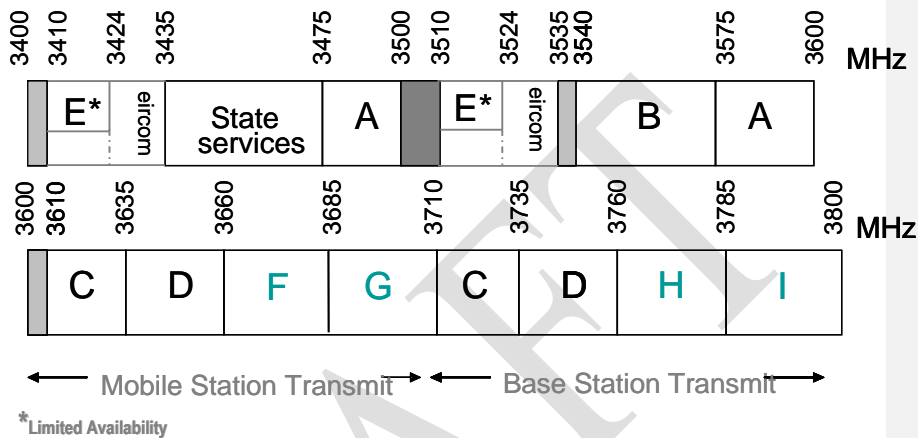 3400 3410 3424 3435 3475 3500 3510 3524 3535 3540 3575 3600 MHz
E* eircom State services A E* eircom B A
3600 3610 3635 3660 3685 3710 3735 3760 3785 3800 MHz
C D F G C D H I
Mobile Station Transmit Base Station Transmit
*Limited Availability
AFT